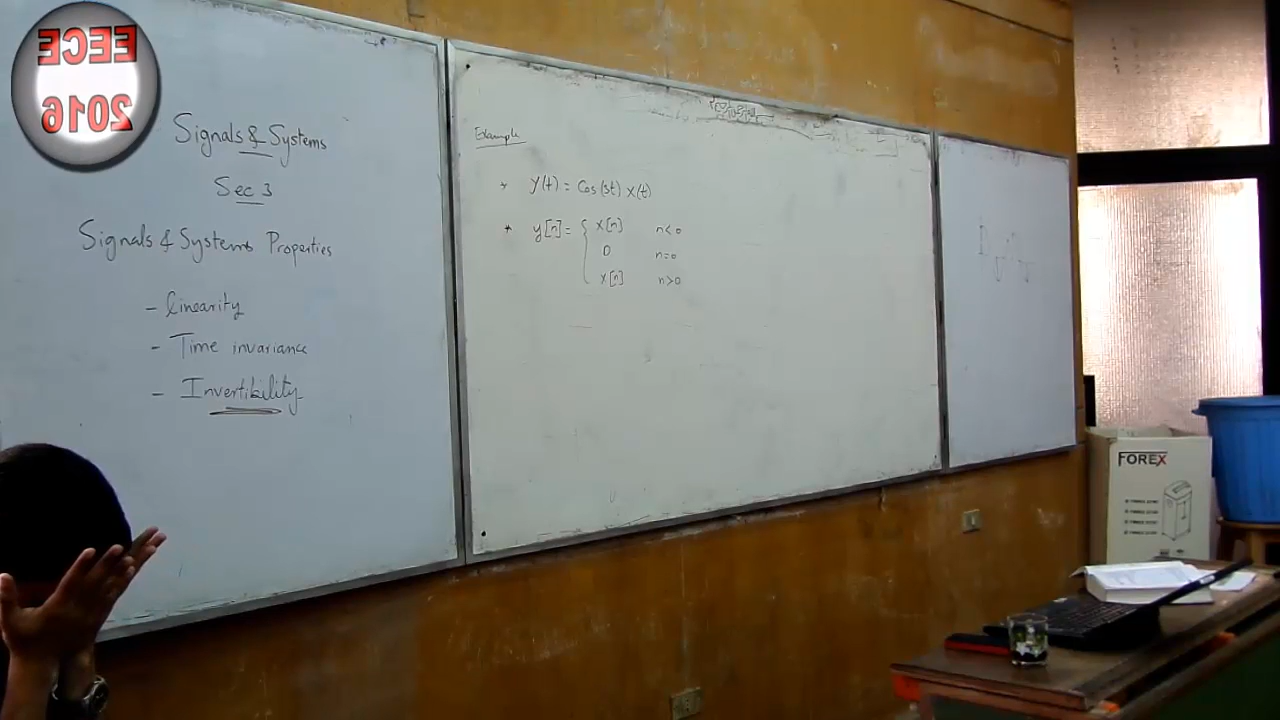 EECE
2016
Signals & Systems
Sec 3
Signals & Systems Properties
- linearity
- Time invariance
- Invertibility
Example
* y(t) = Cos(3t) x(t)
* y[n] = { x[n] n<0
0 n=0
x[n] n>0
FOREX